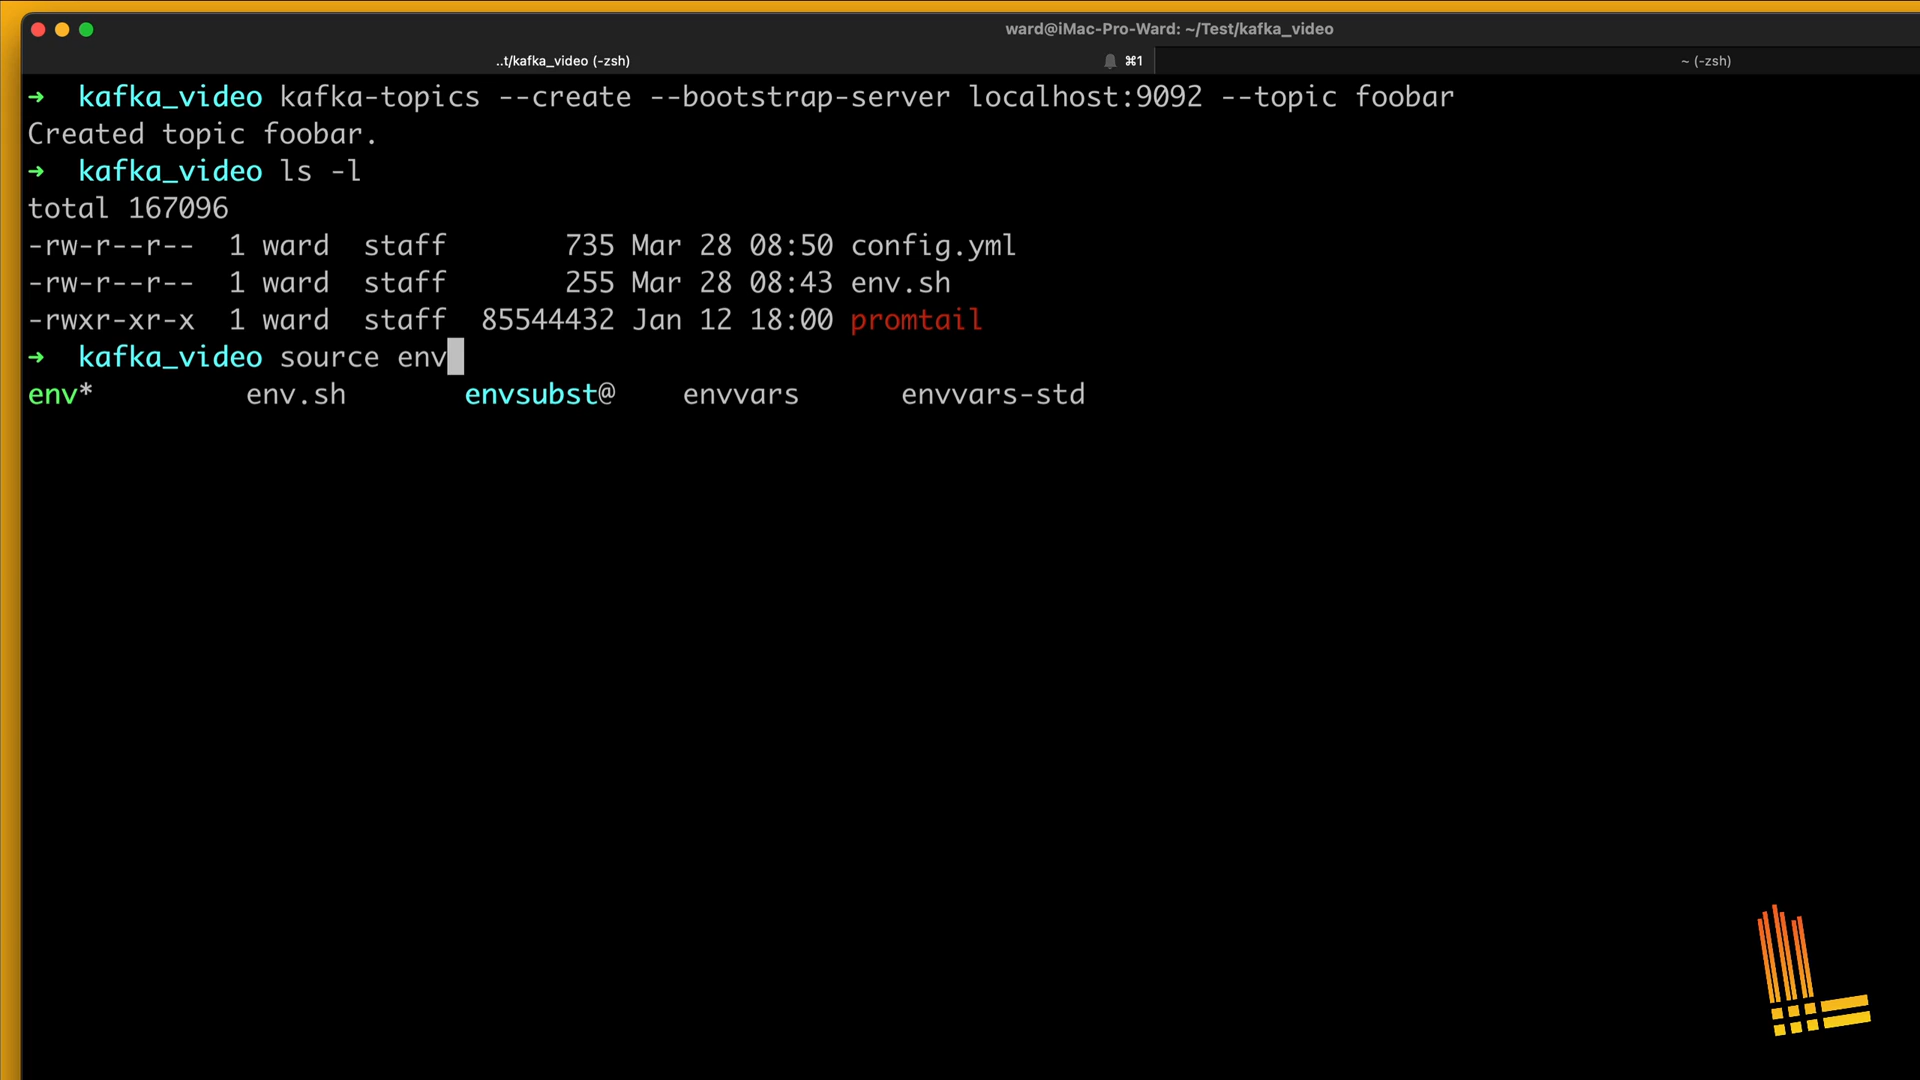 ward@iMac-Pro-Ward: ~/Test/kafka_video
..t/kafka_video (-zsh) ⌘1 ~ (-zsh)
➜ kafka_video kafka-topics --create --bootstrap-server localhost:9092 --topic foobar
Created topic foobar.
➜ kafka_video ls -l
total 167096
-rw-r--r-- 1 ward staff 735 Mar 28 08:50 config.yml
-rw-r--r-- 1 ward staff 255 Mar 28 08:43 env.sh
-rwxr-xr-x 1 ward staff 85544432 Jan 12 18:00 promtail
➜ kafka_video source env
env* env.sh envsubst@ envvars envvars-std